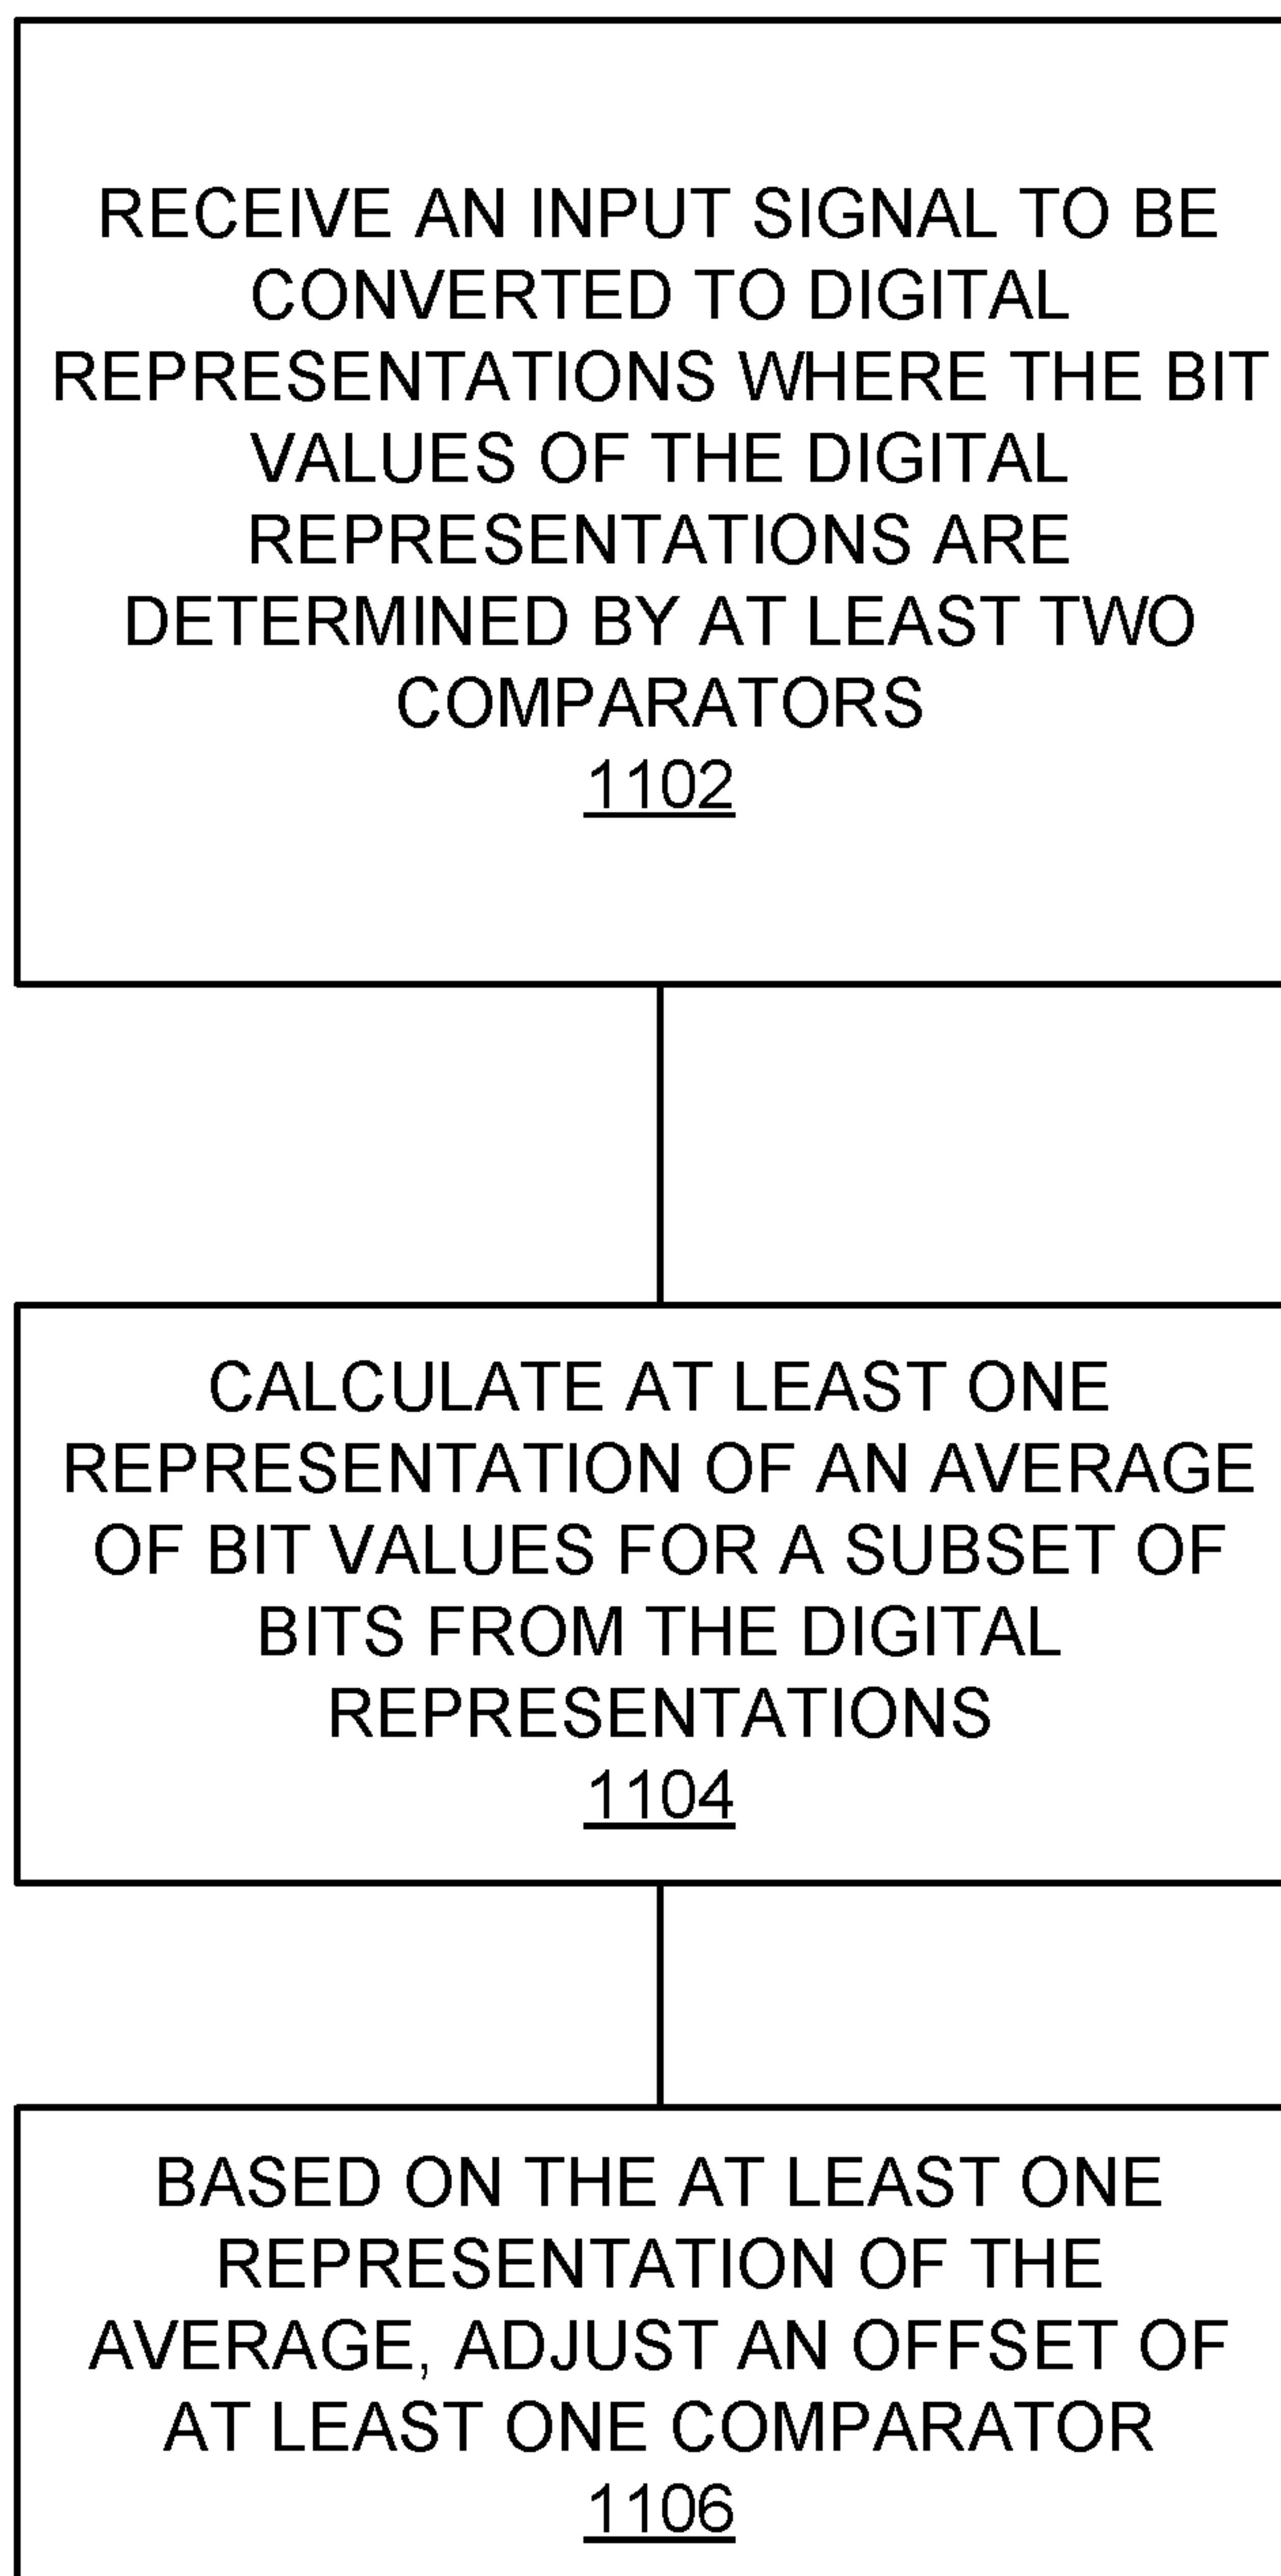 RECEIVE AN INPUT SIGNAL TO BE
CONVERTED TO DIGITAL
REPRESENTATIONS WHERE THE BIT
VALUES OF THE DIGITAL
REPRESENTATIONS ARE
DETERMINED BY AT LEAST TWO
COMPARATORS
1102
CALCULATE AT LEAST ONE
REPRESENTATION OF AN AVERAGE
OF BIT VALUES FOR A SUBSET OF
BITS FROM THE DIGITAL
REPRESENTATIONS
1104
BASED ON THE AT LEAST ONE
REPRESENTATION OF THE
AVERAGE, ADJUST AN OFFSET OF
AT LEAST ONE COMPARATOR
1106